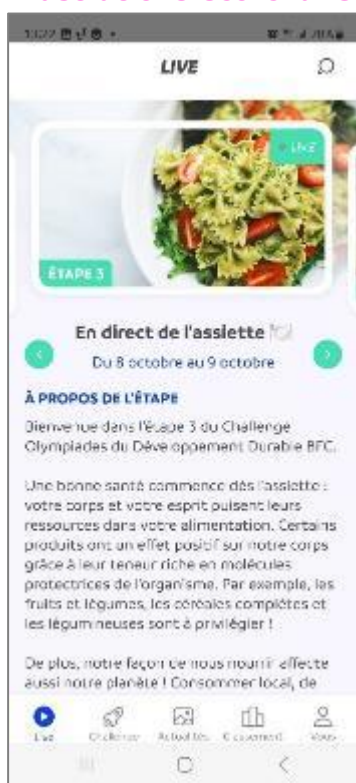 13:22
LIVE
LIVE
ÉTAPE 3
En direct de l'assiette
Du 8 octobre au 9 octobre
À PROPOS DE L'ÉTAPE
Bienvenue dans l'étape 3 du Challenge
Olympiades du Développement Durable BFC.
Une bonne santé commence dès l'assiette :
votre corps et votre esprit puisent leurs
ressources dans votre alimentation. Certains
produits ont un effet positif sur notre corps
grâce à leur teneur riche en molécules
protectrices de l'organisme. Par exemple, les
fruits et légumes, les céréales complètes et
les légumineuses sont à privilégier !
De plus, notre façon de nous nourrir affecte
aussi notre planète ! Consommer local, de
Live Challenge Actualités Classement Vous